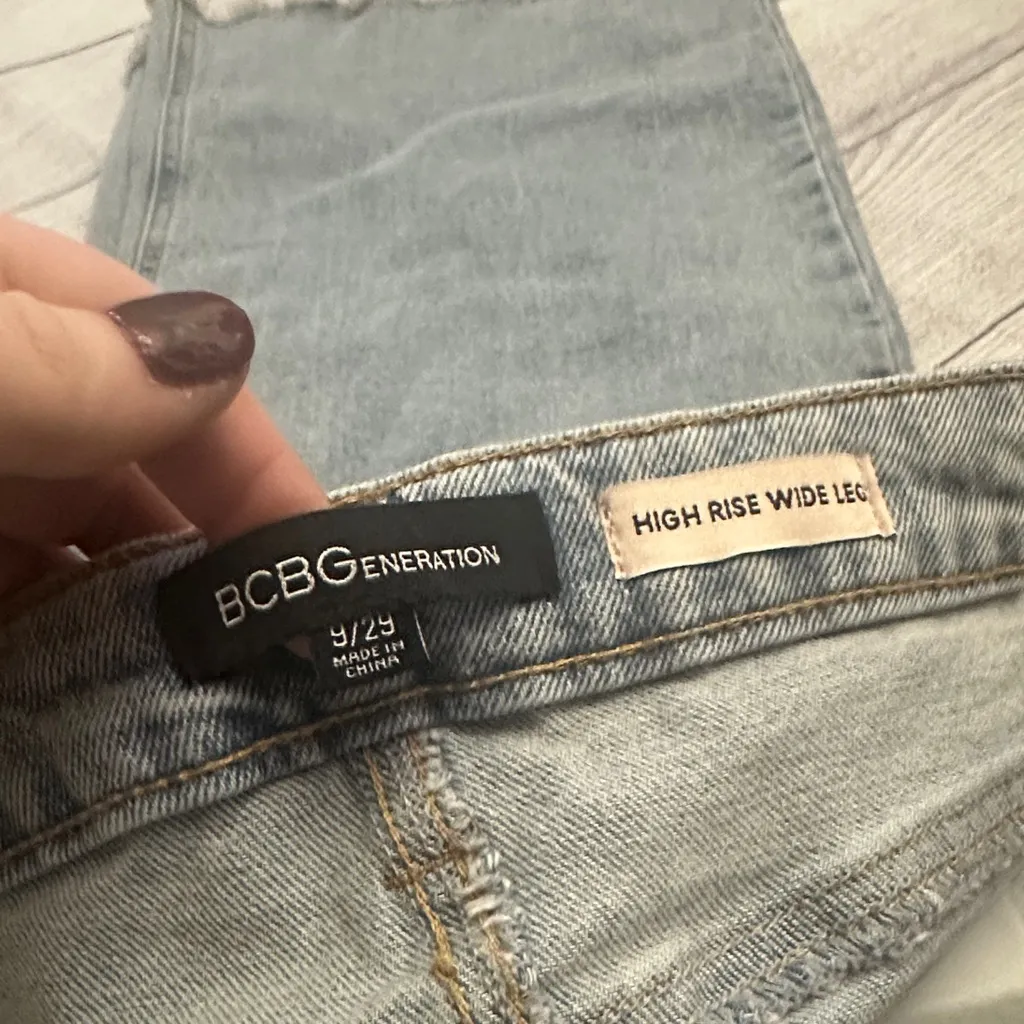 BCBGENERATION
9/29
MADE IN
CHINA
HIGH RISE WIDE LEG